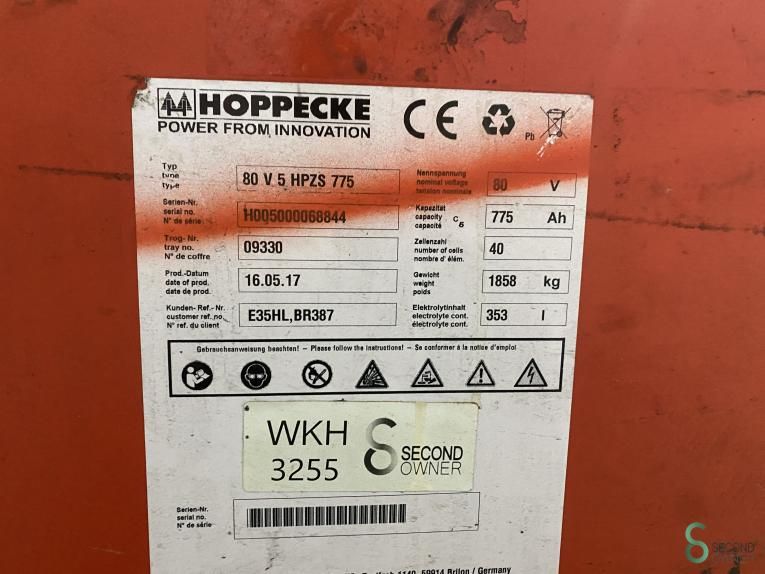 HOPPECKE
POWER FROM INNOVATION
CE
Pb
Typ
type
type
80 V 5 HPZS 775
Nennspannung
nominal voltage
tension nominale
80 V
Serien-Nr.
serial no.
N° de série
H005000068844
Kapazität
capacity C5
capacité
775 Ah
Trog-Nr.
tray no.
N° de coffre
09330
Zellenzahl
number of cells
nombre d' élém.
40
Prod.-Datum
date of prod.
date de prod.
16.05.17
Gewicht
weight
poids
1858 kg
Kunden- Ref.- Nr.
customer ref. no.
N° ref. du client
E35HL,BR387
Elektrolytinhalt
electrolyte cont.
électrolyte cont.
353 l
Gebrauchsanweisung beachten! – Please follow the instructions! – Se conformer à la notice d'emploi
WKH
3255
SECOND
OWNER
Serien-Nr.
serial no.
N° de série
59914 Brilon / Germany
SECOND
OWNER